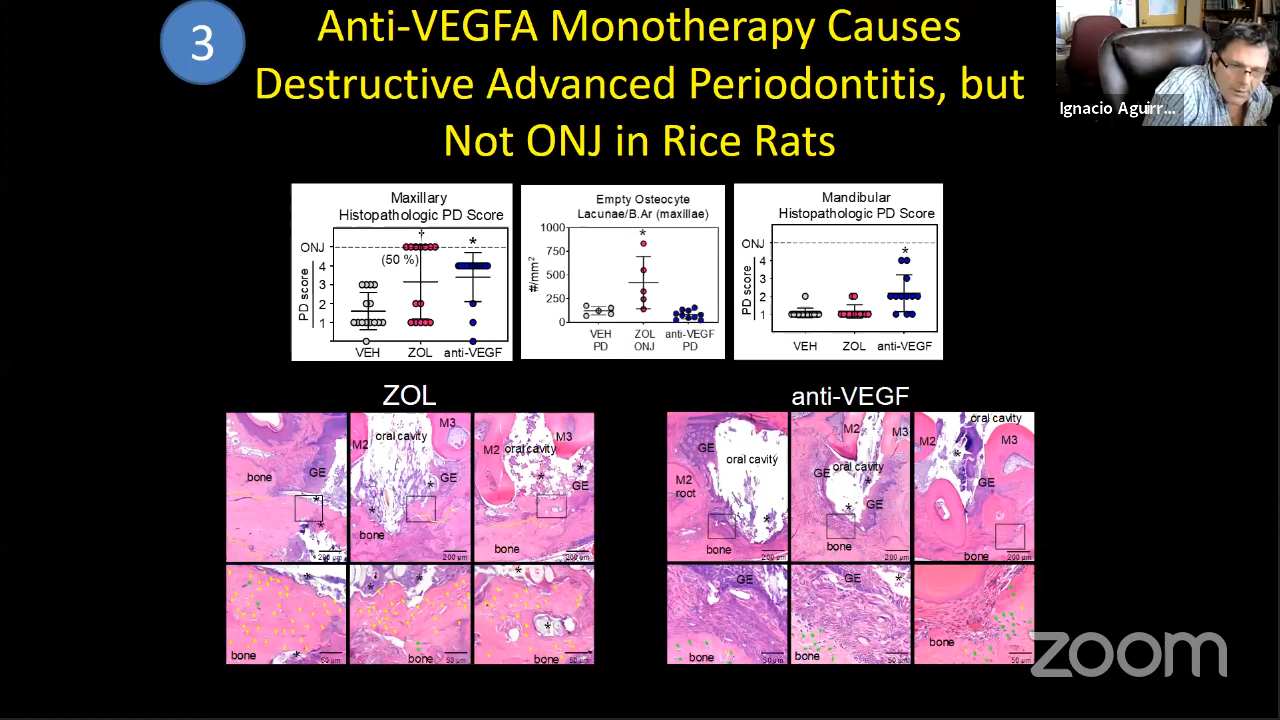 3
Anti-VEGFA Monotherapy Causes
Destructive Advanced Periodontitis, but
Not ONJ in Rice Rats
Ignacio Aguirr...
Maxillary
Histopathologic PD Score
ONJ
(50 %)
†
*
PD score
4
3
2
1
VEH
ZOL
anti-VEGF
Empty Osteocyte
Lacunae/B.Ar (maxillae)
#/mm²
1000
750
500
250
0
*
VEH
PD
ZOL
ONJ
anti-VEGF
PD
Mandibular
Histopathologic PD Score
ONJ
*
PD score
4
3
2
1
VEH
ZOL
anti-VEGF
ZOL
bone
GE
*
*
200 µm
M2
oral cavity
M3
GE
*
*
bone
200 µm
M2
oral cavity
M3
GE
*
*
*
bone
200 µm
*
bone
*
50 µm
*
*
bone
50 µm
*
*
bone
50 µm
anti-VEGF
GE
oral cavity
M2
root
*
bone
200 µm
M2
M3
GE
oral cavity
*
GE
*
bone
200 µm
oral cavity
M2
M3
*
GE
bone
200 µm
GE
bone
50 µm
GE
*
bone
50 µm
bone
50 µm
zoom